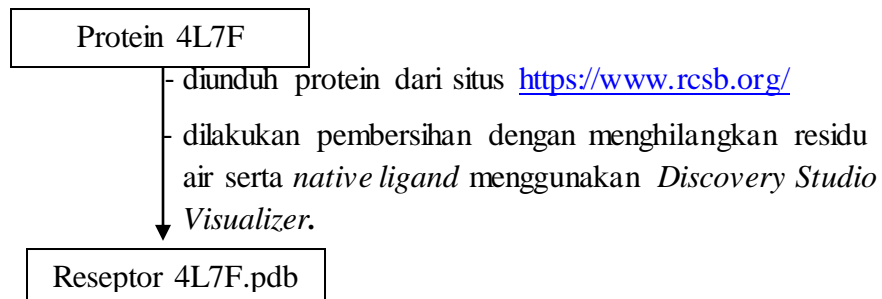 Protein 4L7F
- diunduh protein dari situs https://www.rcsb.org/
- dilakukan pembersihan dengan menghilangkan residu
air serta native ligand menggunakan Discovery Studio
Visualizer.
Reseptor 4L7F.pdb